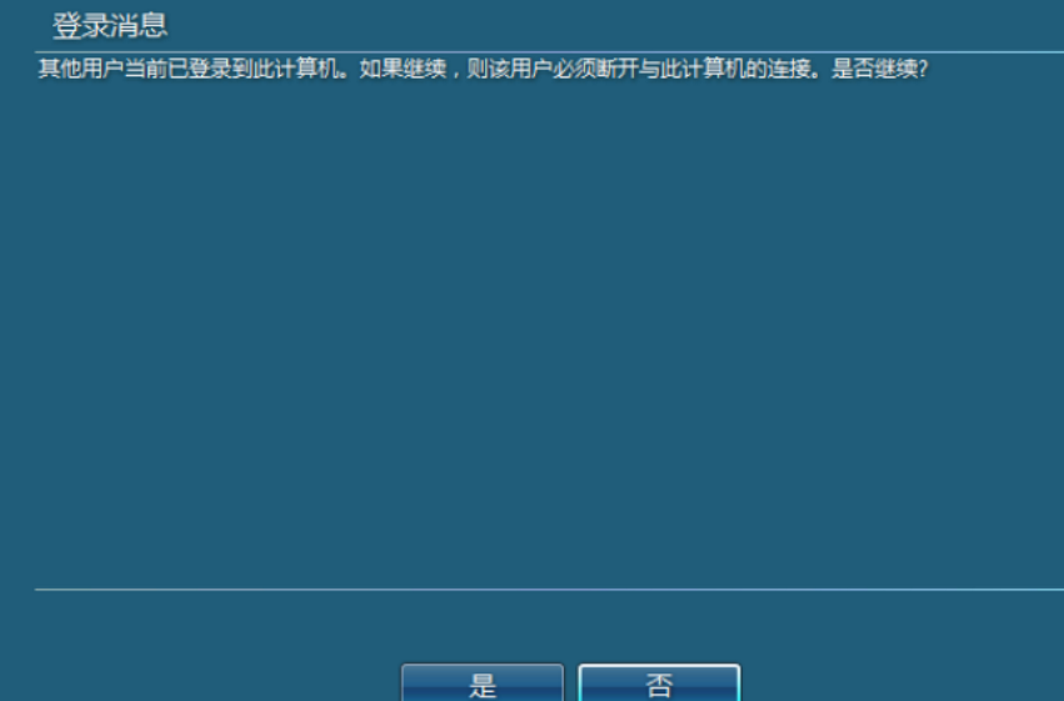 登录消息
其他用户当前已登录到此计算机。如果继续，则该用户必须断开与此计算机的连接。是否继续?
是
否